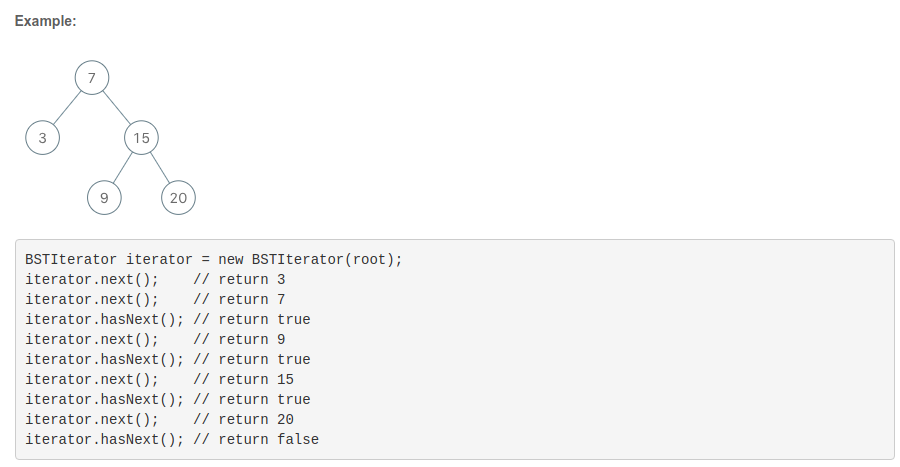 Example:
7
3 15
9 20
BSTIterator iterator = new BSTIterator(root);
iterator.next();    // return 3
iterator.next();    // return 7
iterator.hasNext(); // return true
iterator.next();    // return 9
iterator.hasNext(); // return true
iterator.next();    // return 15
iterator.hasNext(); // return true
iterator.next();    // return 20
iterator.hasNext(); // return false